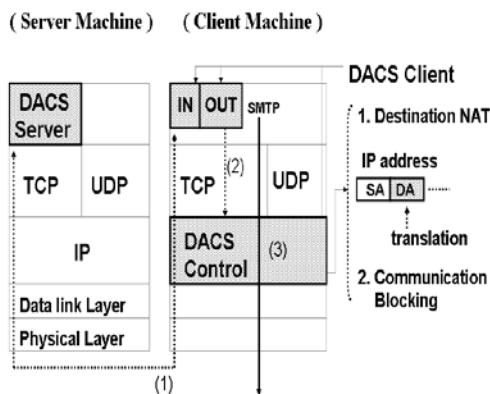 ( Server Machine )
( Client Machine )
DACS Server
TCP
UDP
IP
Data link Layer
Physical Layer
(1)
IN
OUT
SMTP
(2)
TCP
UDP
DACS Control
(3)
DACS Client
1. Destination NAT
IP address
SA
DA
translation
2. Communication
Blocking